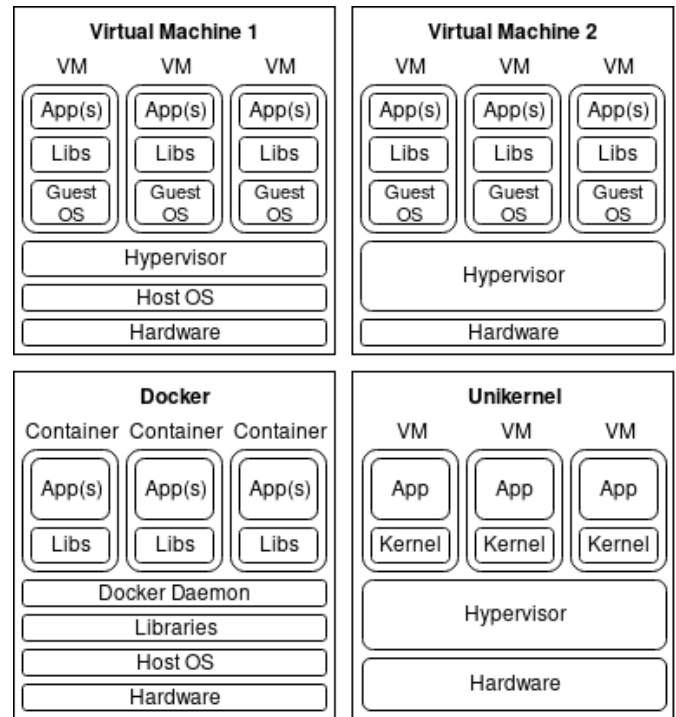 Virtual Machine 1
VM VM VM
App(s) App(s) App(s)
Libs Libs Libs
Guest Guest Guest
OS OS OS
Hypervisor
Host OS
Hardware
Virtual Machine 2
VM VM VM
App(s) App(s) App(s)
Libs Libs Libs
Guest Guest Guest
OS OS OS
Hypervisor
Hardware
Docker
Container Container Container
App(s) App(s) App(s)
Libs Libs Libs
Docker Daemon
Libraries
Host OS
Hardware
Unikernel
VM VM VM
App App App
Kernel Kernel Kernel
Hypervisor
Hardware